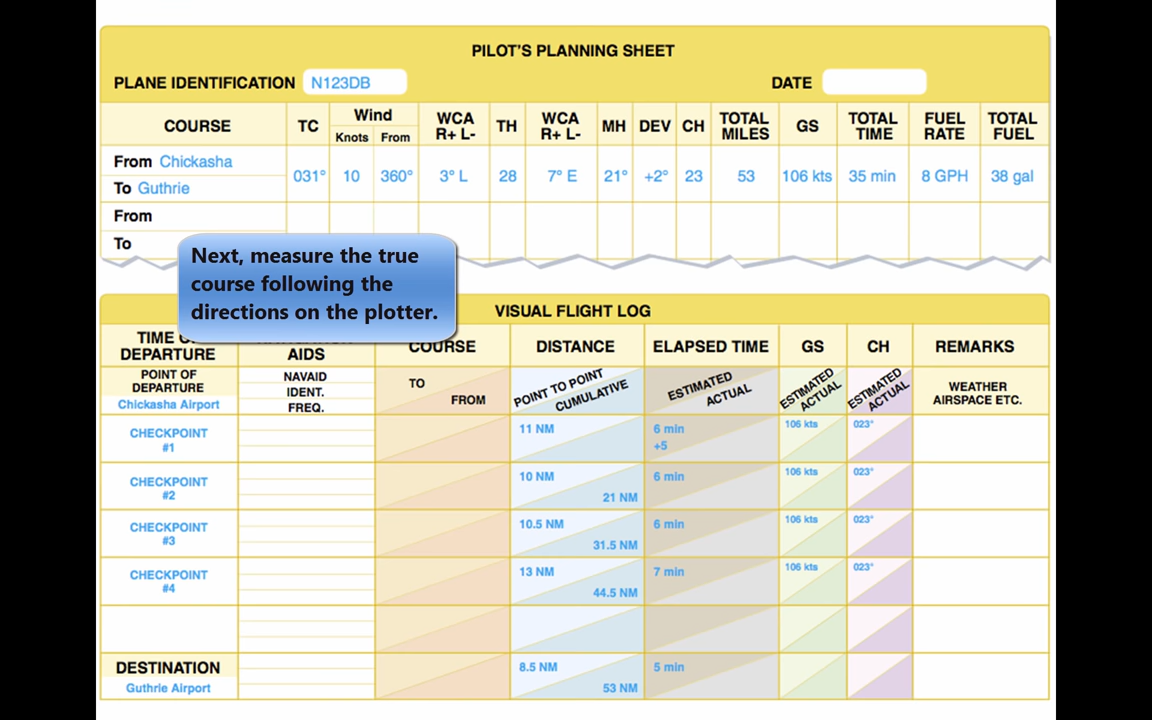 PILOT'S PLANNING SHEET
PLANE IDENTIFICATION N123DB DATE
COURSE TC Wind WCA TH WCA MH DEV CH TOTAL GS TOTAL FUEL TOTAL
Knots From R+ L- R+ L- MILES TIME RATE FUEL
From Chickasha
To Guthrie
031° 10 360° 3° L 28 7° E 21° +2° 23 53 106 kts 35 min 8 GPH 38 gal
From
To
Next, measure the true
course following the
directions on the plotter.
VISUAL FLIGHT LOG
DEPARTURE AIDS COURSE DISTANCE ELAPSED TIME GS CH REMARKS
POINT OF
DEPARTURE
Chickasha Airport
NAVAID
IDENT.
FREQ.
TO
FROM
POINT TO POINT
CUMULATIVE
ESTIMATED
ACTUAL
ESTIMATED
ACTUAL
ESTIMATED
ACTUAL
WEATHER
AIRSPACE ETC.
CHECKPOINT
#1
11 NM
6 min
+5
106 kts
023°
CHECKPOINT
#2
10 NM
21 NM
6 min
106 kts
023°
CHECKPOINT
#3
10.5 NM
31.5 NM
6 min
106 kts
023°
CHECKPOINT
#4
13 NM
44.5 NM
7 min
106 kts
023°
DESTINATION
Guthrie Airport
8.5 NM
53 NM
5 min